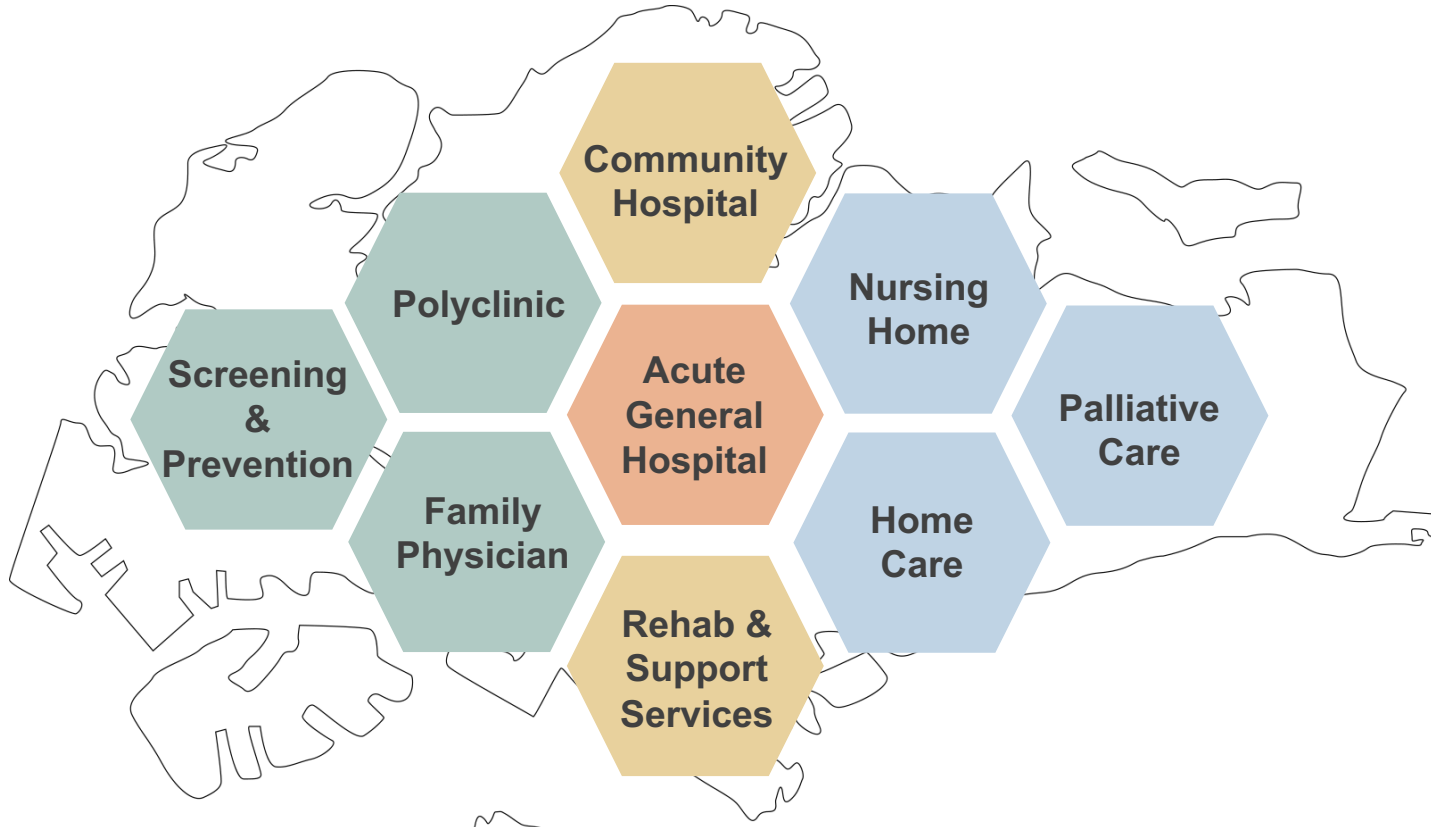 Community
Hospital
Polyclinic
Nursing
Home
Screening
&
Prevention
Acute
General
Hospital
Palliative
Care
Family
Physician
Home
Care
Rehab &
Support
Services